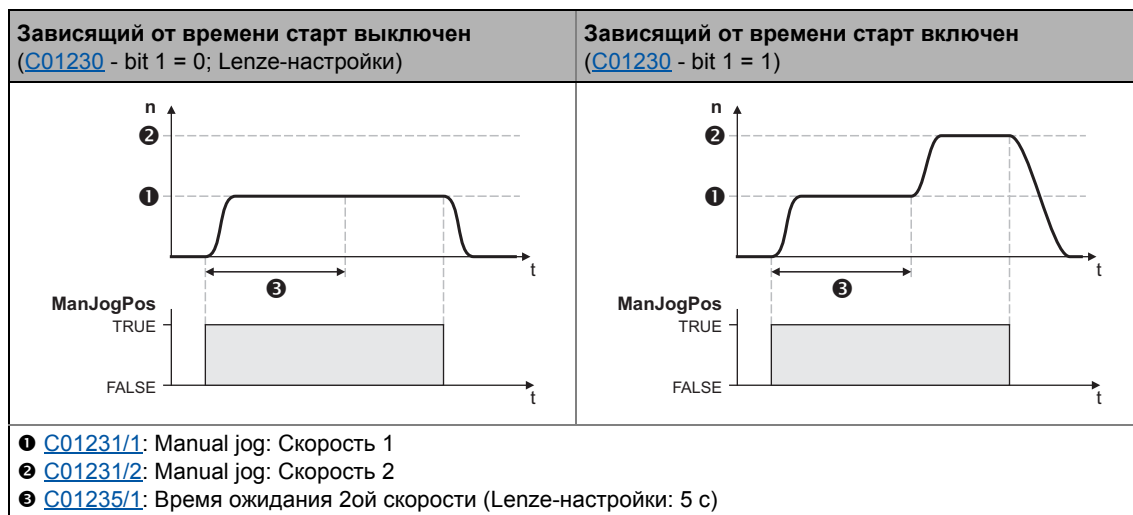 Зависящий от времени старт выключен
(C01230 - bit 1 = 0; Lenze-настройки)
Зависящий от времени старт включен
(C01230 - bit 1 = 1)
n
❷
❶
t
❸
ManJogPos
TRUE
FALSE
t
n
❷
❶
t
❸
ManJogPos
TRUE
FALSE
t
❶ C01231/1: Manual jog: Скорость 1
❷ C01231/2: Manual jog: Скорость 2
❸ C01235/1: Время ожидания 2ой скорости (Lenze-настройки: 5 с)